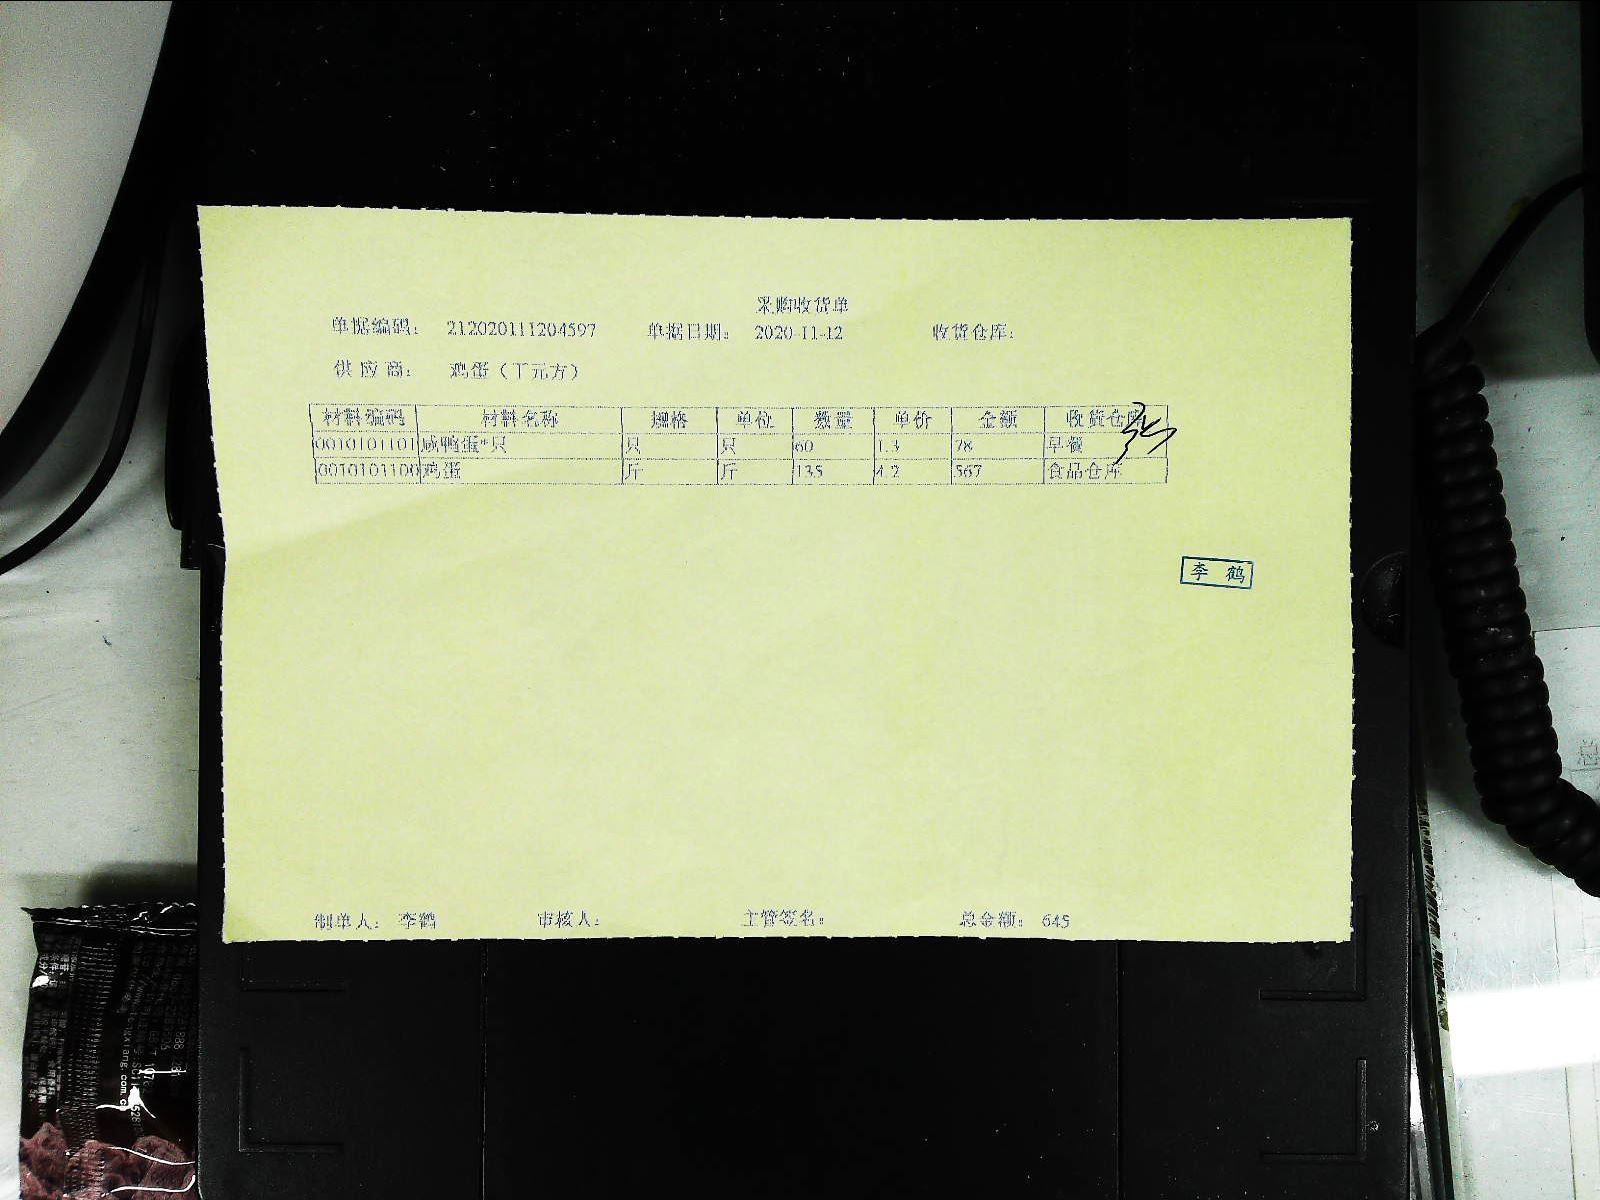 采购收货单
单据编码： 212020111204597 单据日期： 2020-11-12 收货仓库：
供应商： 鸡蛋（丁元方）
材料编码 材料名称 规格 单位 数量 单价 金额 收货仓库
0010101101 咸鸭蛋*只 只 只 60 1.3 78 早餐
0010101100 鸡蛋 斤 斤 135 4.2 567 食品仓库
李鹤
制单人： 李鹤 审核人： 主管签名： 总金额： 645